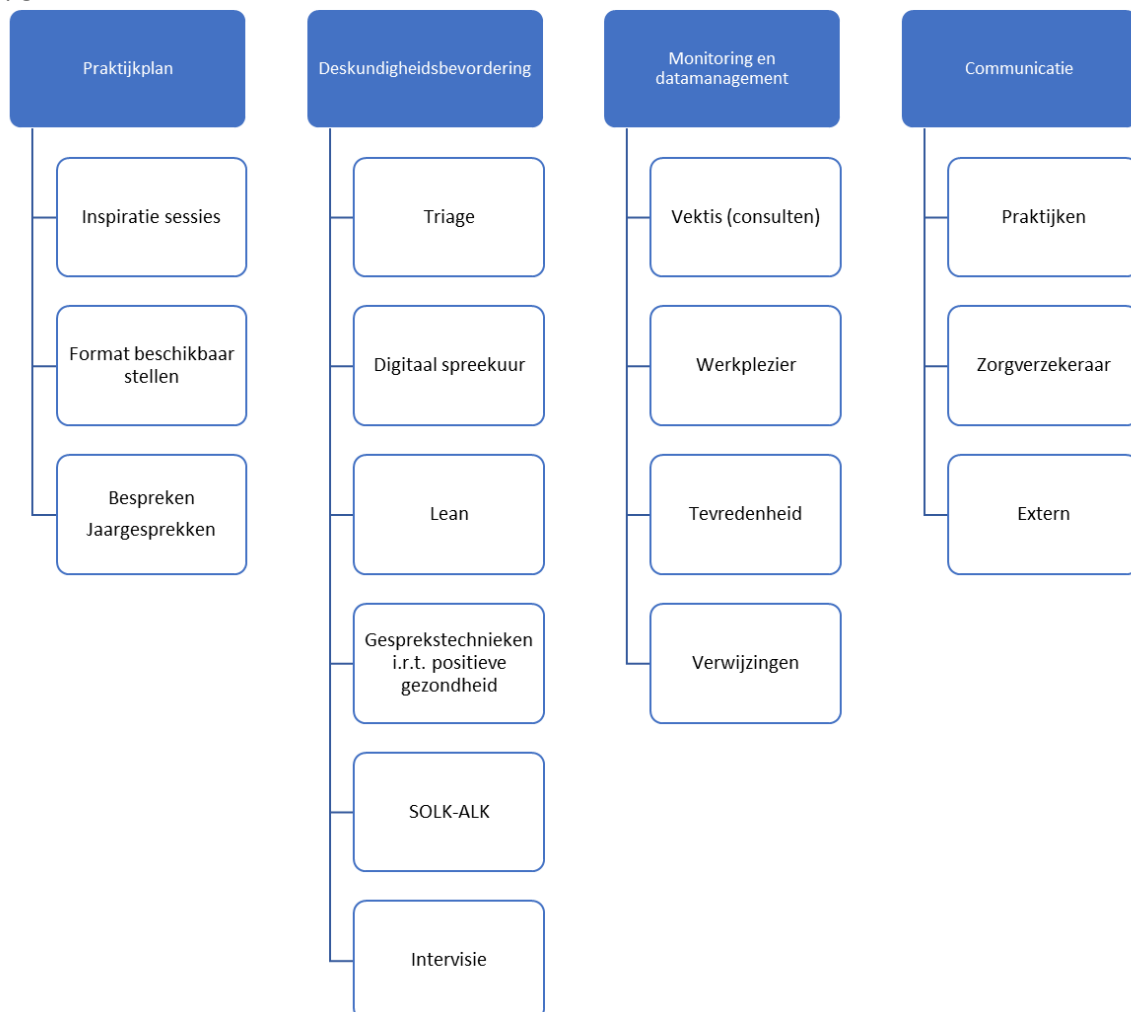 Praktijkplan
Inspiratie sessies
Format beschikbaar
stellen
Bespreken
Jaargesprekken
Deskundigheidsbevordering
Triage
Digitaal spreekuur
Lean
Gesprekstechnieken
i.r.t. positieve
gezondheid
SOLK-ALK
Intervisie
Monitoring en
datamanagement
Vektis (consulten)
Werkplezier
Tevredenheid
Verwijzingen
Communicatie
Praktijken
Zorgverzekeraar
Extern